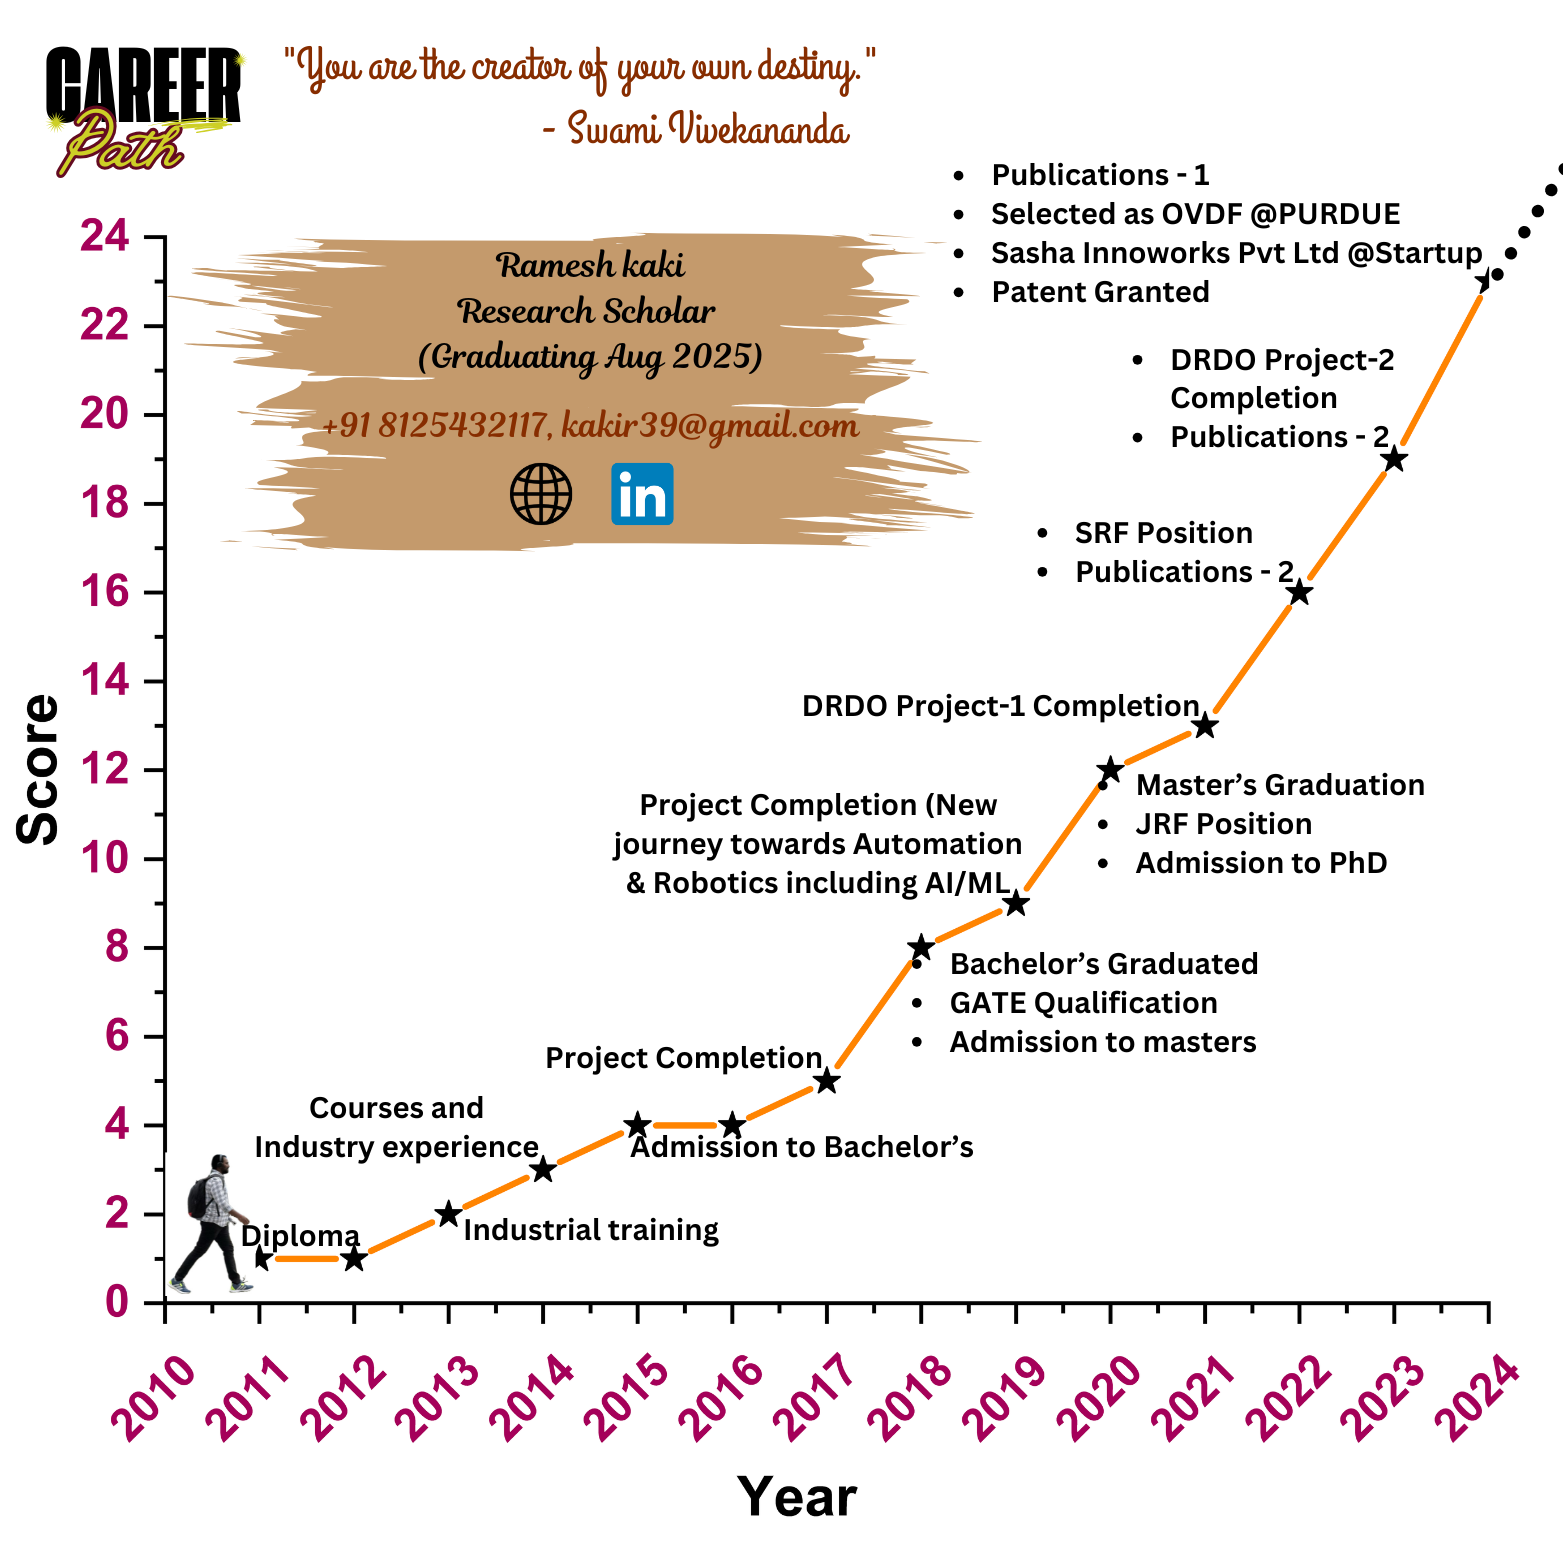 CAREER
Path
"You are the creator of your own destiny."
- Swami Vivekananda
Ramesh kaki
Research Scholar
(Graduating Aug 2025)
+91 8125432117, kakir39@gmail.com
in
• Publications - 1
• Selected as OVDF @PURDUE
• Sasha Innoworks Pvt Ltd @Startup
• Patent Granted
• DRDO Project-2
Completion
• Publications - 2
• SRF Position
• Publications - 2
DRDO Project-1 Completion
• Master’s Graduation
• JRF Position
• Admission to PhD
Project Completion (New
journey towards Automation
& Robotics including AI/ML
• Bachelor’s Graduated
• GATE Qualification
• Admission to masters
Project Completion
Courses and
Industry experience
Admission to Bachelor’s
Industrial training
Diploma
Score
24
22
20
18
16
14
12
10
8
6
4
2
0
2010 2011 2012 2013 2014 2015 2016 2017 2018 2019 2020 2021 2022 2023 2024
Year